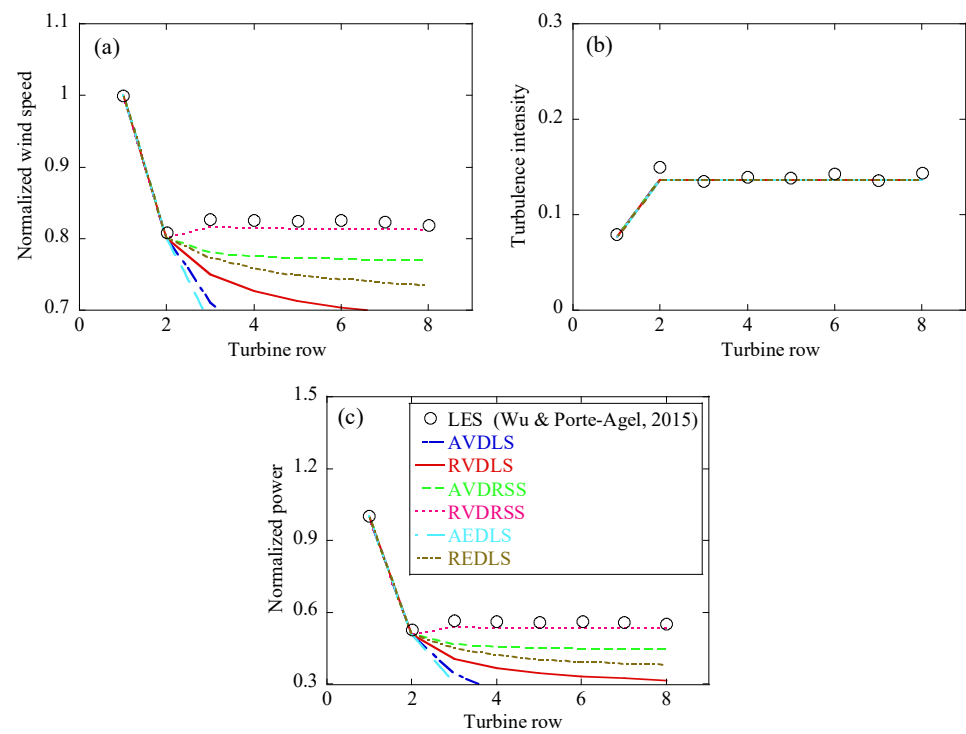 (a)
Normalized wind speed
1.1
1
0.9
0.8
0.7
0 2 4 6 8
Turbine row
(b)
Turbulence intensity
0.3
0.2
0.1
0
0 2 4 6 8
Turbine row
(c)
Normalized power
1.5
1.2
0.9
0.6
0.3
0 2 4 6 8
Turbine row
LES (Wu & Porte-Agel, 2015)
AVDLS
RVDLS
AVDRSS
RVDRSS
AEDLS
REDLS